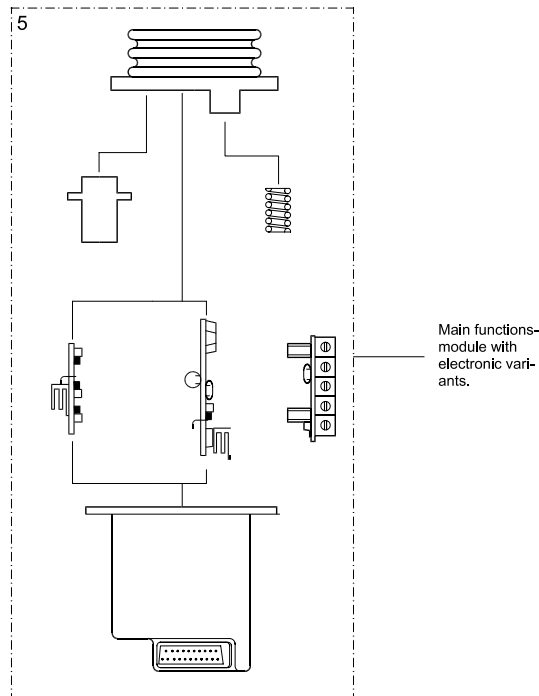 5
Main functions-
module with
electronic vari-
ants.